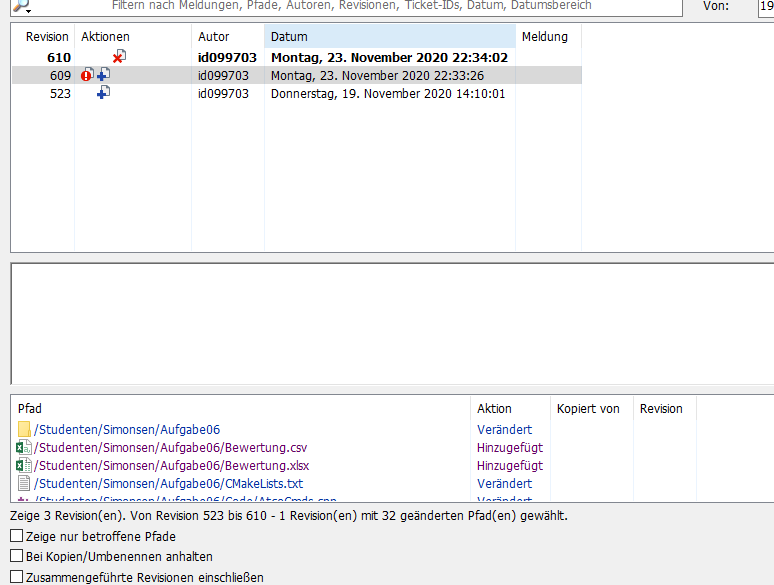 Filtern nach Meldungen, Pfade, Autoren, Revisionen, Ticket-IDs, Datum, Datumsbereich Von: 19
Revision Aktionen Autor Datum Meldung
610 id099703 Montag, 23. November 2020 22:34:02
609 id099703 Montag, 23. November 2020 22:33:26
523 id099703 Donnerstag, 19. November 2020 14:10:01
Pfad Aktion Kopiert von Revision
/Studenten/Simonsen/Aufgabe06 Verändert
/Studenten/Simonsen/Aufgabe06/Bewertung.csv Hinzugefügt
/Studenten/Simonsen/Aufgabe06/Bewertung.xlsx Hinzugefügt
/Studenten/Simonsen/Aufgabe06/CMakeLists.txt Verändert
/Studenten/Simonsen/Aufgabe06/Code/AtseCmds.cpp Verändert
Zeige 3 Revision(en). Von Revision 523 bis 610 - 1 Revision(en) mit 32 geänderten Pfad(en) gewählt.
Zeige nur betroffene Pfade
Bei Kopien/Umbenennen anhalten
Zusammengeführte Revisionen einschließen